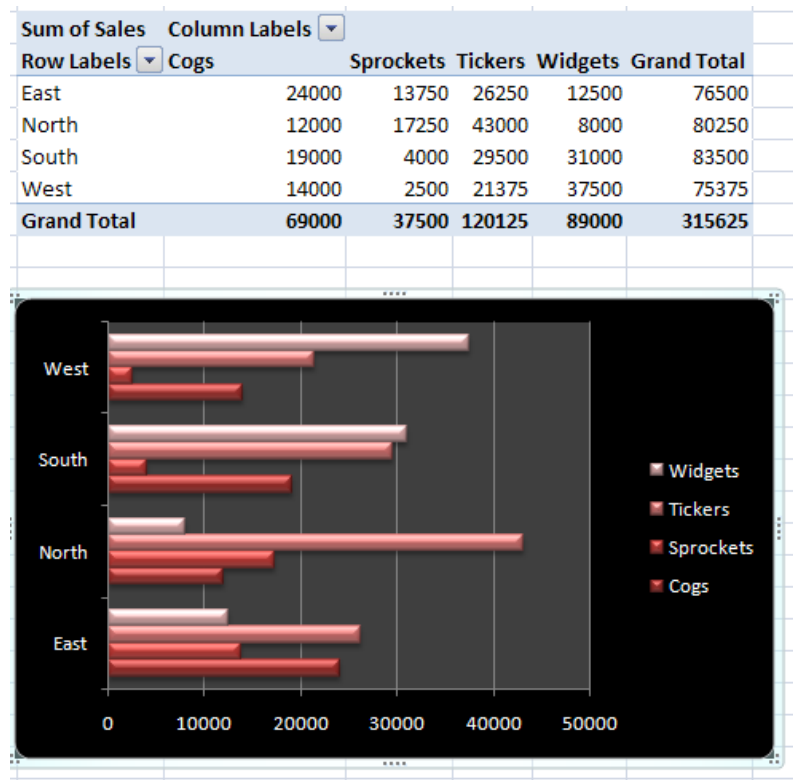 Sum of Sales Column Labels
Row Labels Cogs Sprockets Tickers Widgets Grand Total
East 24000 13750 26250 12500 76500
North 12000 17250 43000 8000 80250
South 19000 4000 29500 31000 83500
West 14000 2500 21375 37500 75375
Grand Total 69000 37500 120125 89000 315625
West
South
North
East
0 10000 20000 30000 40000 50000
Widgets
Tickers
Sprockets
Cogs